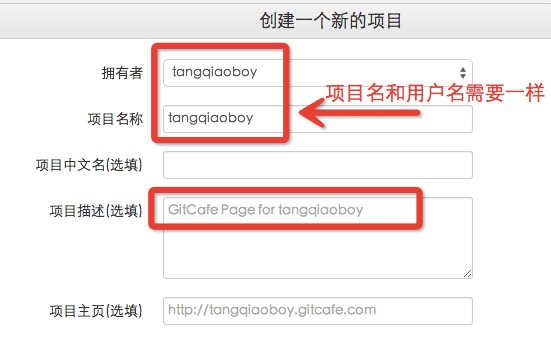 创建一个新的项目
拥有者 tangqiaoboy
项目名和用户名需要一样
项目名称 tangqiaoboy
项目中文名(选填)
项目描述(选填) GitCafe Page for tangqiaoboy
项目主页(选填) http://tangqiaoboy.gitcafe.com